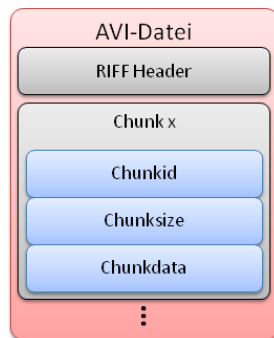 AVI-Datei
RIFF Header
Chunk x
Chunkid
Chunksize
Chunkdata